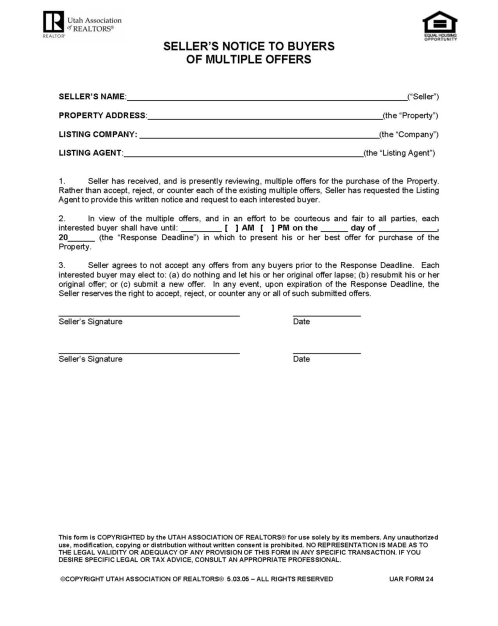 Utah Association
of REALTORS®
REALTOR®
EQUAL HOUSING
OPPORTUNITY
SELLER'S NOTICE TO BUYERS
OF MULTIPLE OFFERS
SELLER'S NAME:____________________("Seller")
PROPERTY ADDRESS:____________________(the "Property")
LISTING COMPANY: ____________________(the "Company")
LISTING AGENT:____________________(the "Listing Agent")
1. Seller has received, and is presently reviewing, multiple offers for the purchase of the Property.
Rather than accept, reject, or counter each of the existing multiple offers, Seller has requested the Listing
Agent to provide this written notice and request to each interested buyer.
2. In view of the multiple offers, and in an effort to be courteous and fair to all parties, each
interested buyer shall have until: __________ [ ] AM [ ] PM on the ______ day of ______________,
20______ (the "Response Deadline") in which to present his or her best offer for purchase of the
Property.
3. Seller agrees to not accept any offers from any buyers prior to the Response Deadline. Each
interested buyer may elect to: (a) do nothing and let his or her original offer lapse; (b) resubmit his or her
original offer; or (c) submit a new offer. In any event, upon expiration of the Response Deadline, the
Seller reserves the right to accept, reject, or counter any or all of such submitted offers.
Seller's Signature Date
Seller's Signature Date
This form is COPYRIGHTED by the UTAH ASSOCIATION OF REALTORS® for use solely by its members. Any unauthorized
use, modification, copying or distribution without written consent is prohibited. NO REPRESENTATION IS MADE AS TO
THE LEGAL VALIDITY OR ADEQUACY OF ANY PROVISION OF THIS FORM IN ANY SPECIFIC TRANSACTION. IF YOU
DESIRE SPECIFIC LEGAL OR TAX ADVICE, CONSULT AN APPROPRIATE PROFESSIONAL.
©COPYRIGHT UTAH ASSOCIATION OF REALTORS® 5.03.05 – ALL RIGHTS RESERVED UAR FORM 24